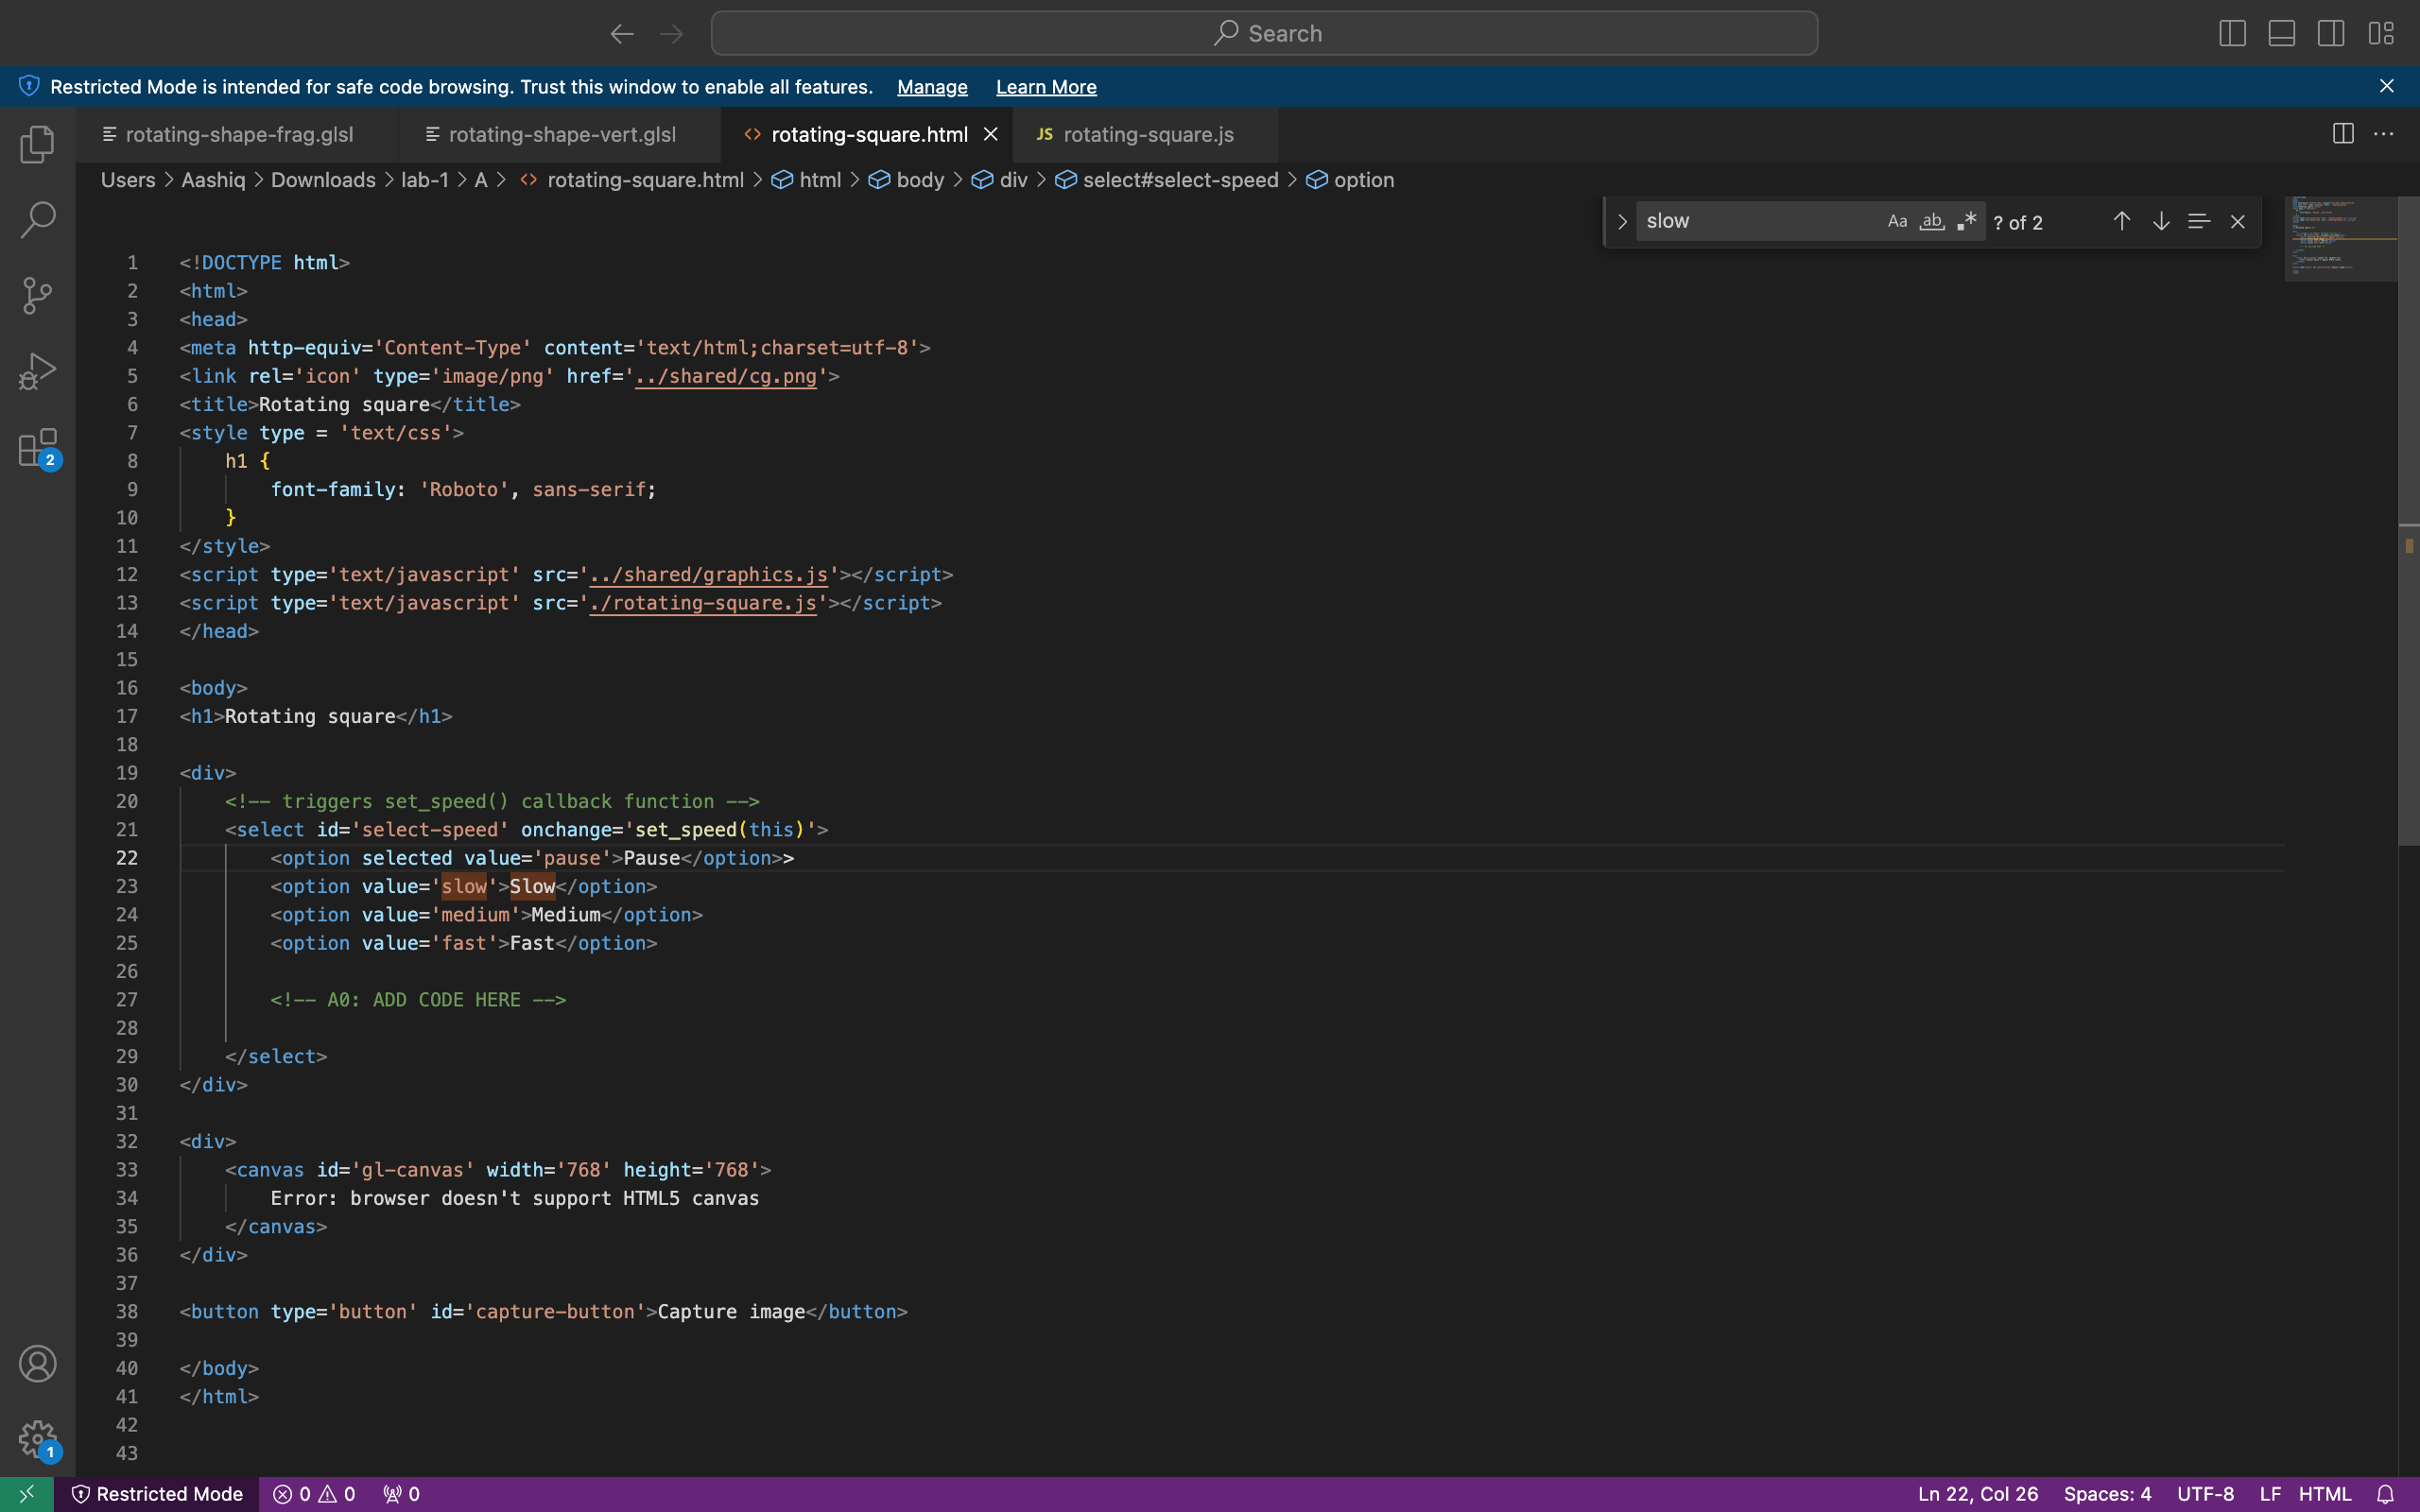 Search
Restricted Mode is intended for safe code browsing. Trust this window to enable all features. Manage Learn More
rotating-shape-frag.glsl rotating-shape-vert.glsl <> rotating-square.html JS rotating-square.js
Users > Aashiq > Downloads > lab-1 > A > <> rotating-square.html > html > body > div > select#select-speed > option
slow Aa ab .* ? of 2
1 <!DOCTYPE html>
2 <html>
3 <head>
4 <meta http-equiv='Content-Type' content='text/html;charset=utf-8'>
5 <link rel='icon' type='image/png' href='../shared/cg.png'>
6 <title>Rotating square</title>
7 <style type = 'text/css'>
8     h1 {
9         font-family: 'Roboto', sans-serif;
10     }
11 </style>
12 <script type='text/javascript' src='../shared/graphics.js'></script>
13 <script type='text/javascript' src='./rotating-square.js'></script>
14 </head>
15
16 <body>
17 <h1>Rotating square</h1>
18
19 <div>
20     <!-- triggers set_speed() callback function -->
21     <select id='select-speed' onchange='set_speed(this)'>
22         <option selected value='pause'>Pause</option>>
23         <option value='slow'>Slow</option>
24         <option value='medium'>Medium</option>
25         <option value='fast'>Fast</option>
26
27         <!-- A0: ADD CODE HERE -->
28
29     </select>
30 </div>
31
32 <div>
33     <canvas id='gl-canvas' width='768' height='768'>
34         Error: browser doesn't support HTML5 canvas
35     </canvas>
36 </div>
37
38 <button type='button' id='capture-button'>Capture image</button>
39
40 </body>
41 </html>
42
43
2
1
Restricted Mode 0 0 0 Ln 22, Col 26 Spaces: 4 UTF-8 LF HTML